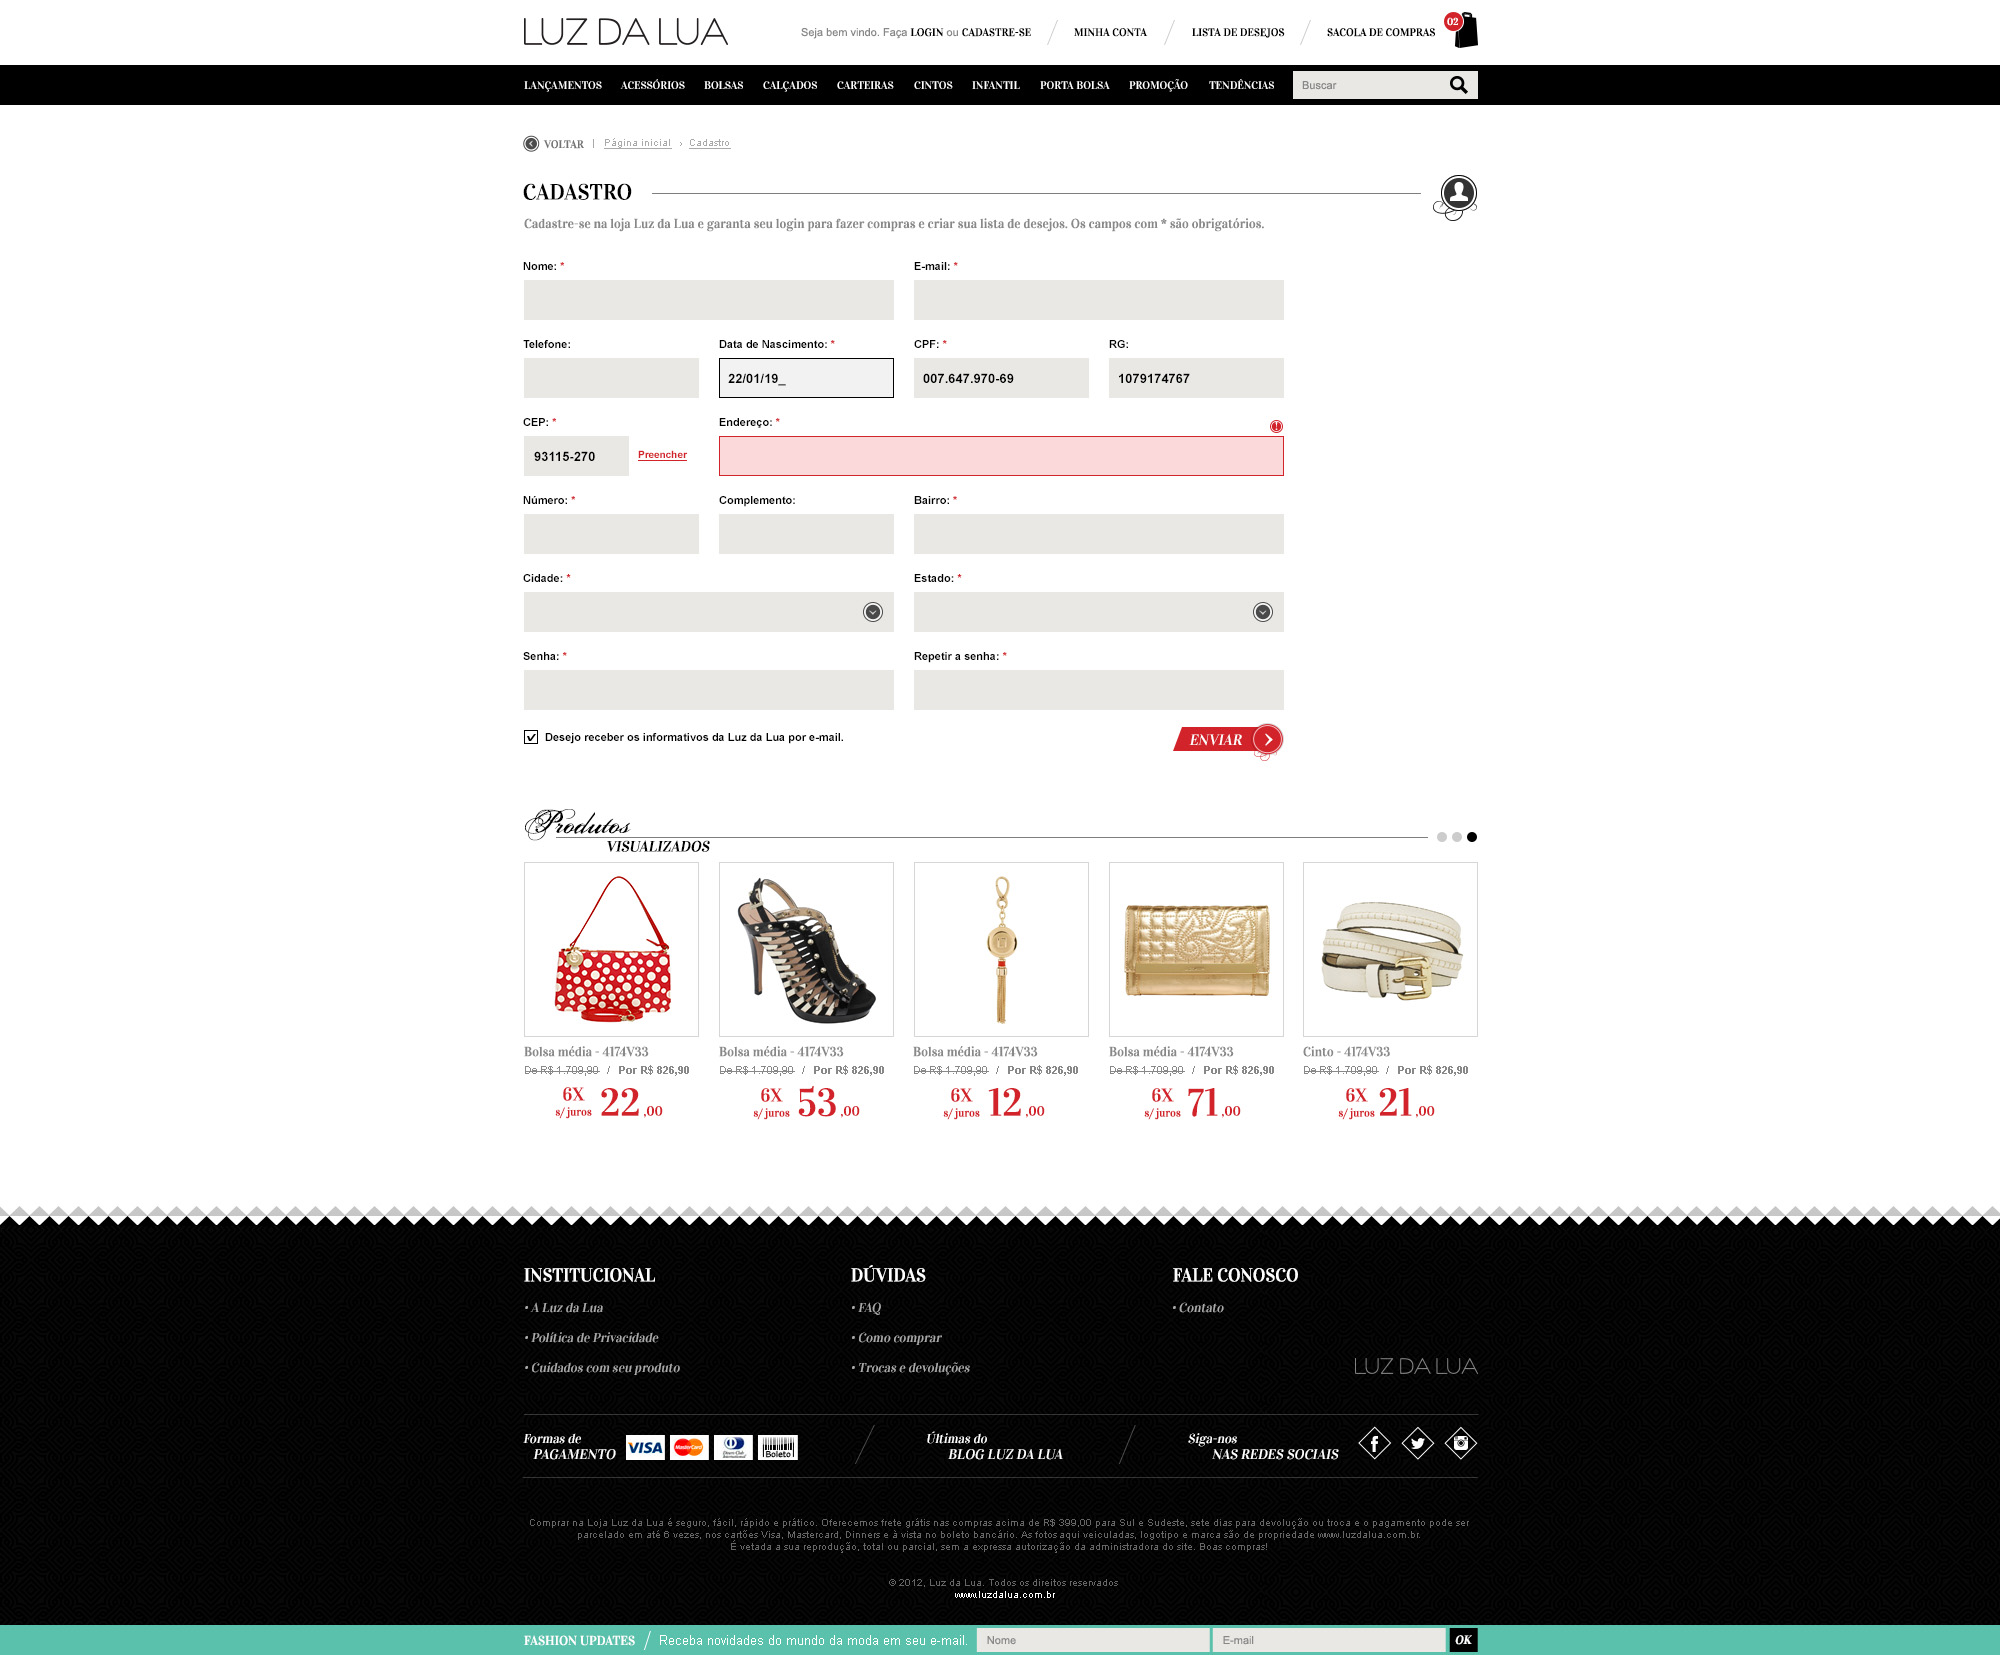 LUZ DA LUA
Seja bem vindo. Faça LOGIN ou CADASTRE-SE
MINHA CONTA
LISTA DE DESEJOS
SACOLA DE COMPRAS
02
LANÇAMENTOS ACESSÓRIOS BOLSAS CALÇADOS CARTEIRAS CINTOS INFANTIL PORTA BOLSA PROMOÇÃO TENDÊNCIAS
Buscar
VOLTAR | Página inicial › Cadastro
CADASTRO
Cadastre-se na loja Luz da Lua e garanta seu login para fazer compras e criar sua lista de desejos. Os campos com * são obrigatórios.
Nome: * E-mail: *
Telefone: Data de Nascimento: * CPF: * RG:
22/01/19_ 007.647.970-69 1079174767
CEP: * Endereço: *
93115-270 Preencher
Número: * Complemento: Bairro: *
Cidade: * Estado: *
Senha: * Repetir a senha: *
Desejo receber os informativos da Luz da Lua por e-mail.
ENVIAR
Produtos
VISUALIZADOS
Bolsa média - 4174V33 Bolsa média - 4174V33 Bolsa média - 4174V33 Bolsa média - 4174V33 Cinto - 4174V33
De R$ 1.709,90 / Por R$ 826,90 De R$ 1.709,90 / Por R$ 826,90 De R$ 1.709,90 / Por R$ 826,90 De R$ 1.709,90 / Por R$ 826,90 De R$ 1.709,90 / Por R$ 826,90
6X s/ juros 22,00 6X s/ juros 53,00 6X s/ juros 12,00 6X s/ juros 71,00 6X s/ juros 21,00
INSTITUCIONAL DÚVIDAS FALE CONOSCO
• A Luz da Lua • FAQ • Contato
• Política de Privacidade • Como comprar
• Cuidados com seu produto • Trocas e devoluções
LUZ DA LUA
Formas de
PAGAMENTO
VISA MasterCard Diners Club International Boleto
Últimas do
BLOG LUZ DA LUA
Siga-nos
NAS REDES SOCIAIS
Comprar na Loja Luz da Lua é seguro, fácil, rápido e prático. Oferecemos frete grátis nas compras acima de R$ 399,00 para Sul e Sudeste, sete dias para devolução ou troca e o pagamento pode ser
parcelado em até 6 vezes, nos cartões Visa, Mastercard, Dinners e à vista no boleto bancário. As fotos aqui veiculadas, logotipo e marca são de propriedade www.luzdalua.com.br.
É vetada a sua reprodução, total ou parcial, sem a expressa autorização da administradora do site. Boas compras!
© 2012, Luz da Lua. Todos os direitos reservados
www.luzdalua.com.br
FASHION UPDATES / Receba novidades do mundo da moda em seu e-mail. Nome E-mail OK